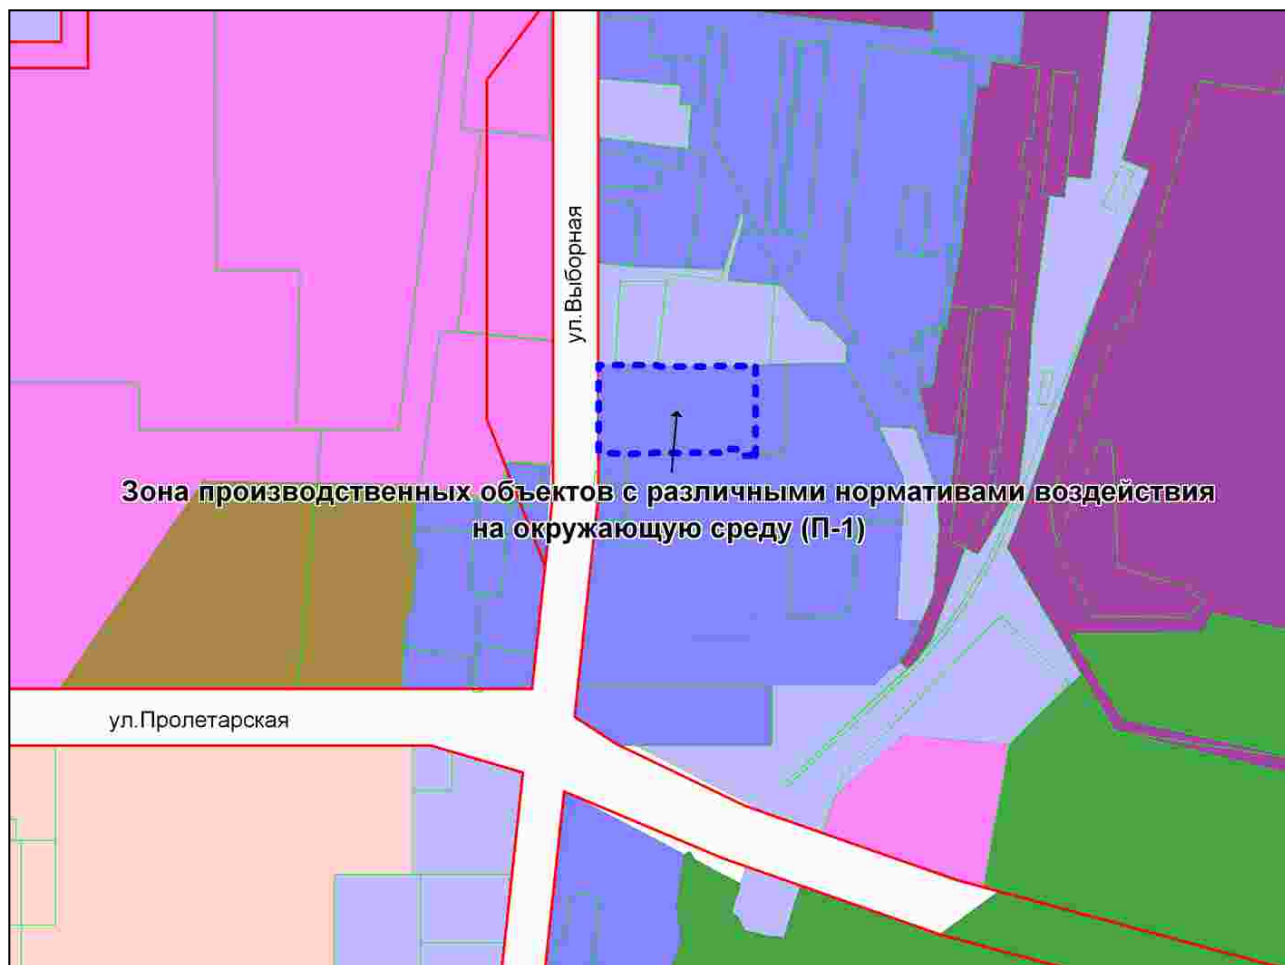 ул.Выборная
Зона производственных объектов с различными нормативами воздействия
на окружающую среду (П-1)
ул.Пролетарская